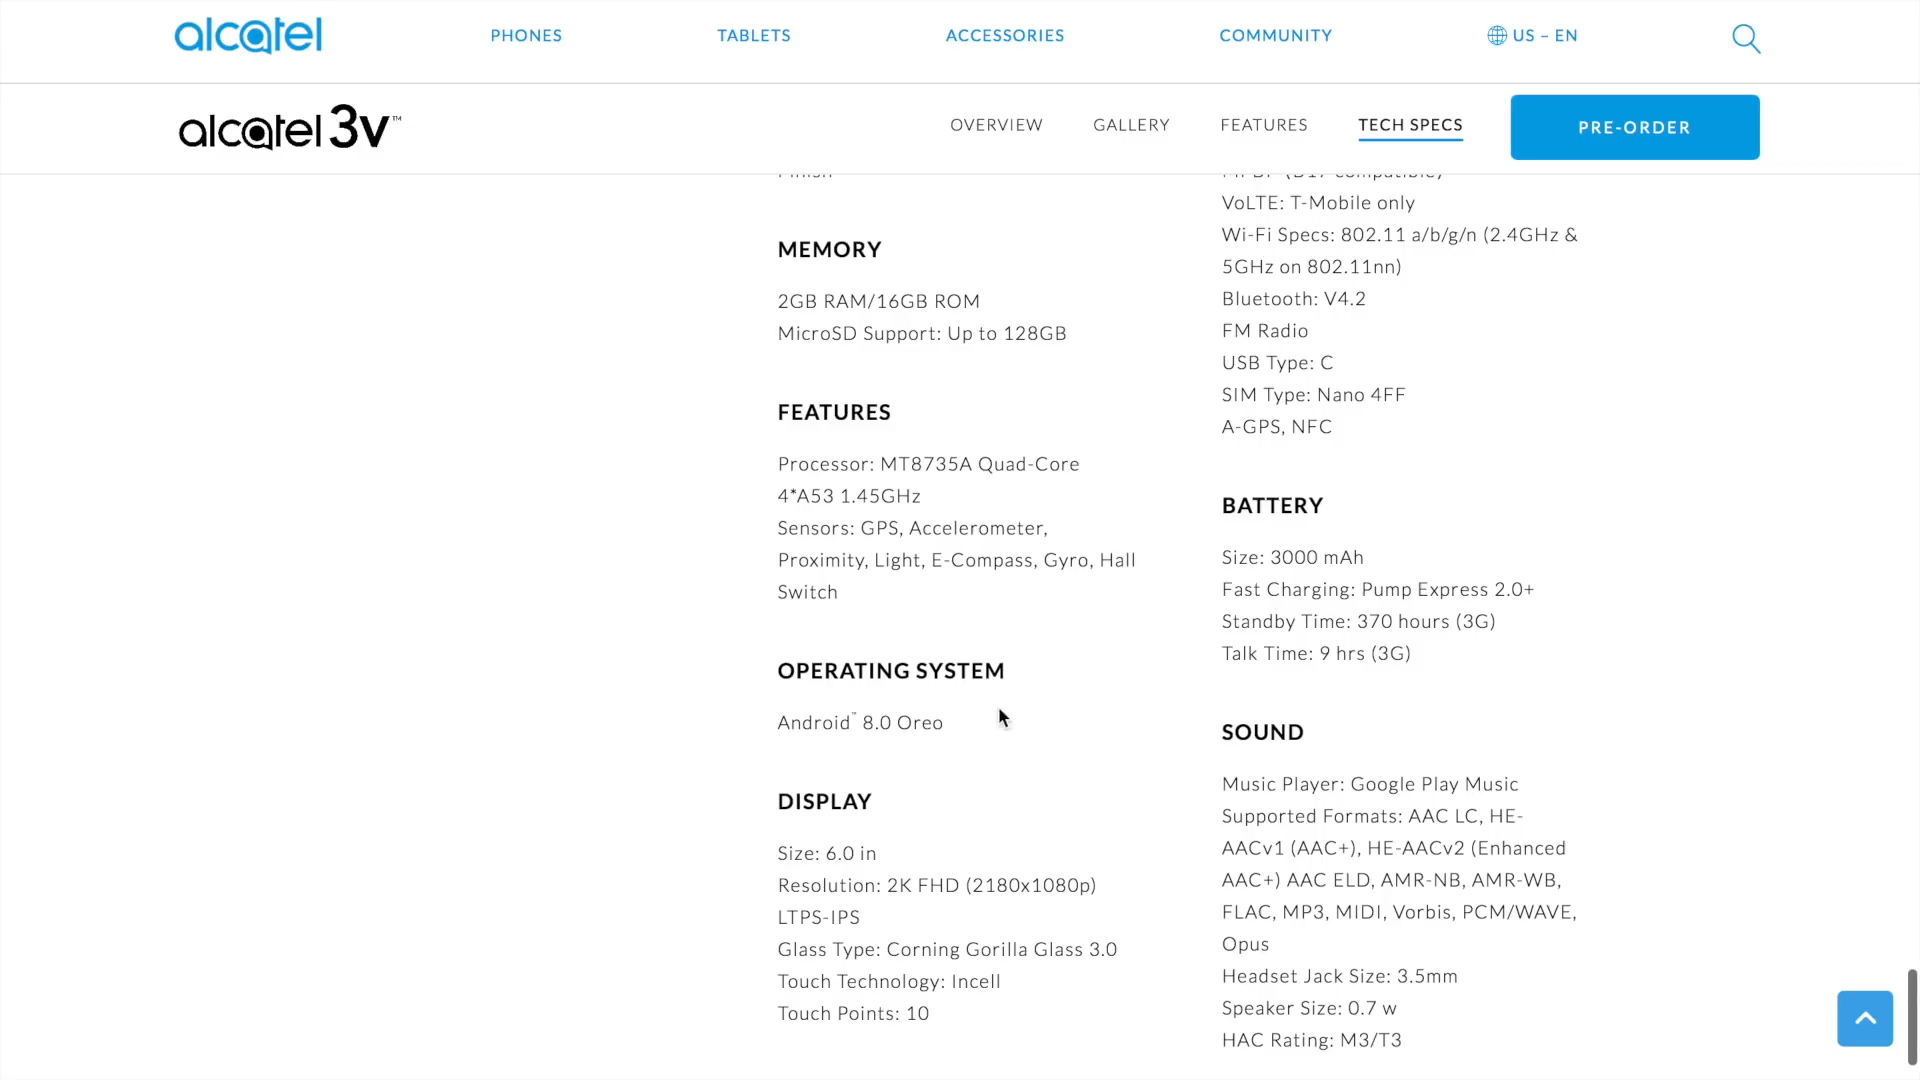 alcatel
PHONES
TABLETS
ACCESSORIES
COMMUNITY
US – EN
alcatel 3v™
OVERVIEW
GALLERY
FEATURES
TECH SPECS
PRE-ORDER
Finish
MEMORY
2GB RAM/16GB ROM
MicroSD Support: Up to 128GB
FEATURES
Processor: MT8735A Quad-Core
4*A53 1.45GHz
Sensors: GPS, Accelerometer,
Proximity, Light, E-Compass, Gyro, Hall
Switch
OPERATING SYSTEM
Android™ 8.0 Oreo
DISPLAY
Size: 6.0 in
Resolution: 2K FHD (2180x1080p)
LTPS-IPS
Glass Type: Corning Gorilla Glass 3.0
Touch Technology: Incell
Touch Points: 10
compatible)
VoLTE: T-Mobile only
Wi-Fi Specs: 802.11 a/b/g/n (2.4GHz &
5GHz on 802.11nn)
Bluetooth: V4.2
FM Radio
USB Type: C
SIM Type: Nano 4FF
A-GPS, NFC
BATTERY
Size: 3000 mAh
Fast Charging: Pump Express 2.0+
Standby Time: 370 hours (3G)
Talk Time: 9 hrs (3G)
SOUND
Music Player: Google Play Music
Supported Formats: AAC LC, HE-
AACv1 (AAC+), HE-AACv2 (Enhanced
AAC+) AAC ELD, AMR-NB, AMR-WB,
FLAC, MP3, MIDI, Vorbis, PCM/WAVE,
Opus
Headset Jack Size: 3.5mm
Speaker Size: 0.7 w
HAC Rating: M3/T3